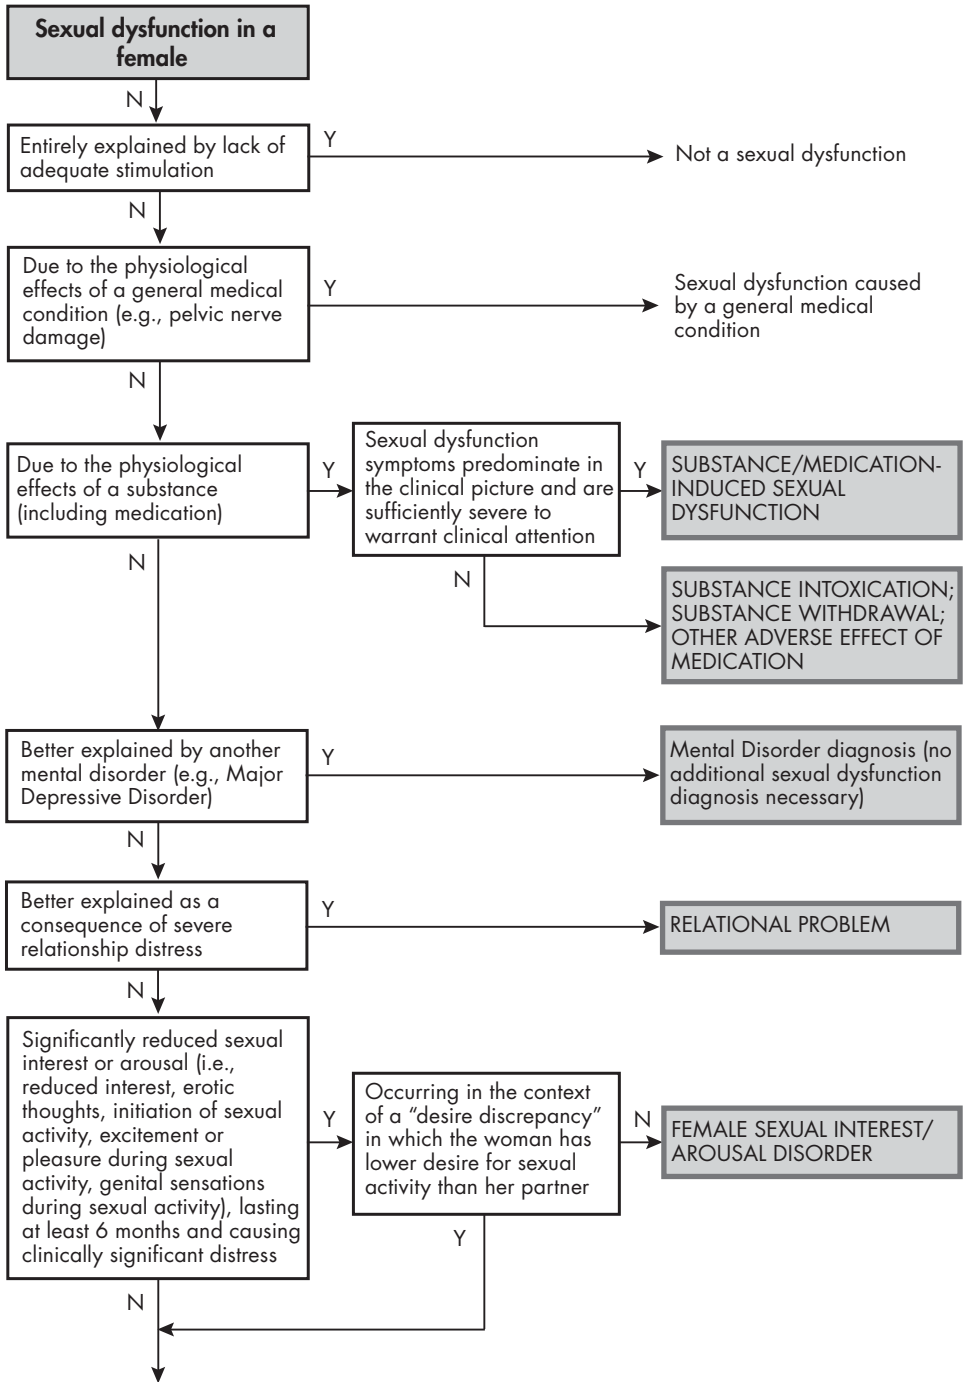 Sexual dysfunction in a
female
N
Entirely explained by lack of
adequate stimulation
Y
Not a sexual dysfunction
N
Due to the physiological
effects of a general medical
condition (e.g., pelvic nerve
damage)
Y
Sexual dysfunction caused
by a general medical
condition
N
Due to the physiological
effects of a substance
(including medication)
Y
Sexual dysfunction
symptoms predominate in
the clinical picture and are
sufficiently severe to
warrant clinical attention
Y
SUBSTANCE/MEDICATION-
INDUCED SEXUAL
DYSFUNCTION
N
SUBSTANCE INTOXICATION;
SUBSTANCE WITHDRAWAL;
OTHER ADVERSE EFFECT OF
MEDICATION
N
Better explained by another
mental disorder (e.g., Major
Depressive Disorder)
Y
Mental Disorder diagnosis (no
additional sexual dysfunction
diagnosis necessary)
N
Better explained as a
consequence of severe
relationship distress
Y
RELATIONAL PROBLEM
N
Significantly reduced sexual
interest or arousal (i.e.,
reduced interest, erotic
thoughts, initiation of sexual
activity, excitement or
pleasure during sexual
activity, genital sensations
during sexual activity), lasting
at least 6 months and causing
clinically significant distress
Y
Occurring in the context
of a “desire discrepancy”
in which the woman has
lower desire for sexual
activity than her partner
N
FEMALE SEXUAL INTEREST/
AROUSAL DISORDER
Y
N